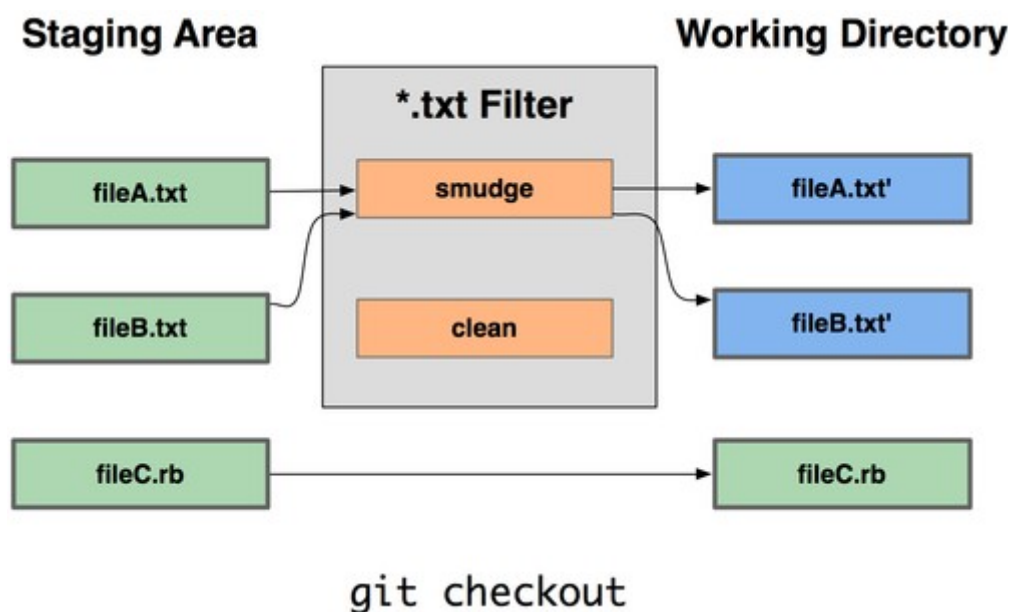 Staging Area
Working Directory
*.txt Filter
fileA.txt
smudge
fileA.txt'
fileB.txt
clean
fileB.txt'
fileC.rb
fileC.rb
git checkout